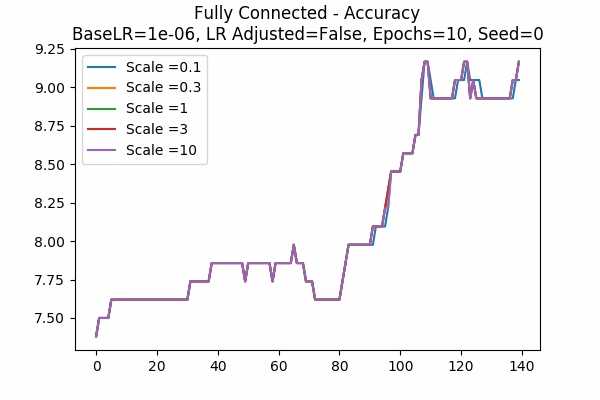 Fully Connected - Accuracy
BaseLR=1e-06, LR Adjusted=False, Epochs=10, Seed=0
9.25
9.00
8.75
8.50
8.25
8.00
7.75
7.50
Scale =0.1
Scale =0.3
Scale =1
Scale =3
Scale =10
0 20 40 60 80 100 120 140